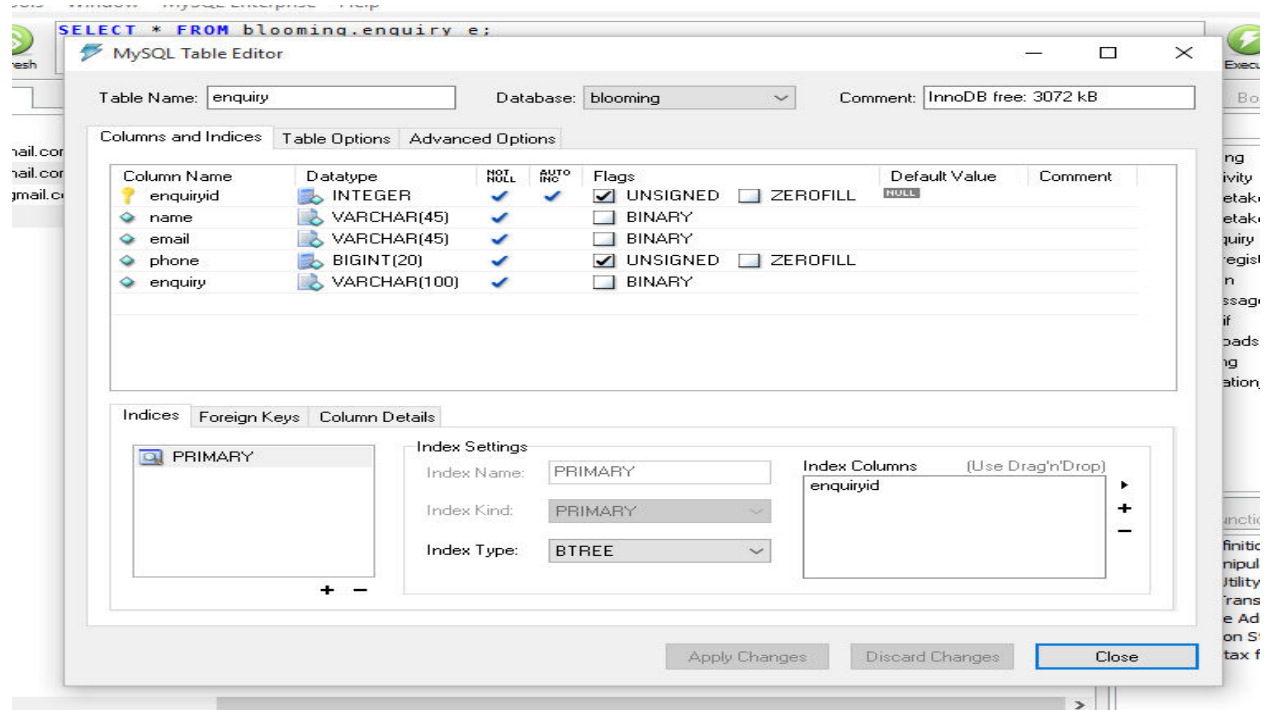 Window MySQL Enterprise Help
SELECT * FROM blooming.enquiry e;
MySQL Table Editor
Table Name: enquiry Database: blooming Comment: InnoDB free: 3072 kB
Columns and Indices Table Options Advanced Options
Column Name Datatype NOT NULL AUTO INC Flags Default Value Comment
enquiryid INTEGER UNSIGNED ZEROFILL NULL
name VARCHAR(45) BINARY
email VARCHAR(45) BINARY
phone BIGINT(20) UNSIGNED ZEROFILL
enquiry VARCHAR(100) BINARY
Indices Foreign Keys Column Details
PRIMARY
Index Settings
Index Name: PRIMARY
Index Kind: PRIMARY
Index Type: BTREE
Index Columns (Use Drag'n'Drop)
enquiryid
+ -
+
-
Apply Changes Discard Changes Close